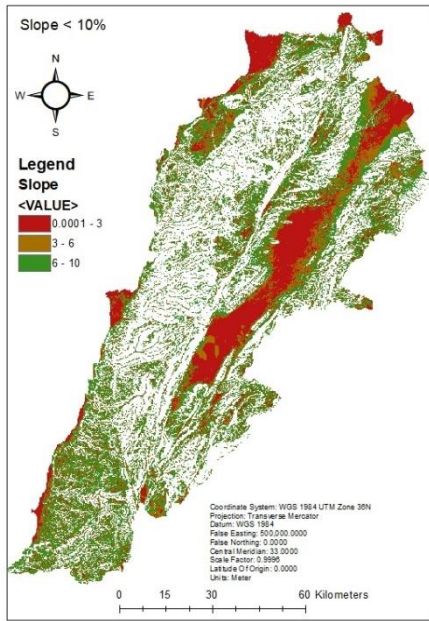 Slope < 10%
N
W E
S
Legend
Slope
<VALUE>
0.0001 - 3
3 - 6
6 - 10
Coordinate System: WGS 1984 UTM Zone 36N
Projection: Transverse Mercator
Datum: WGS 1984
False Easting: 500,000.0000
False Northing: 0.0000
Central Meridian: 33.0000
Scale Factor: 0.9996
Latitude Of Origin: 0.0000
Units: Meter
0 15 30 60 Kilometers